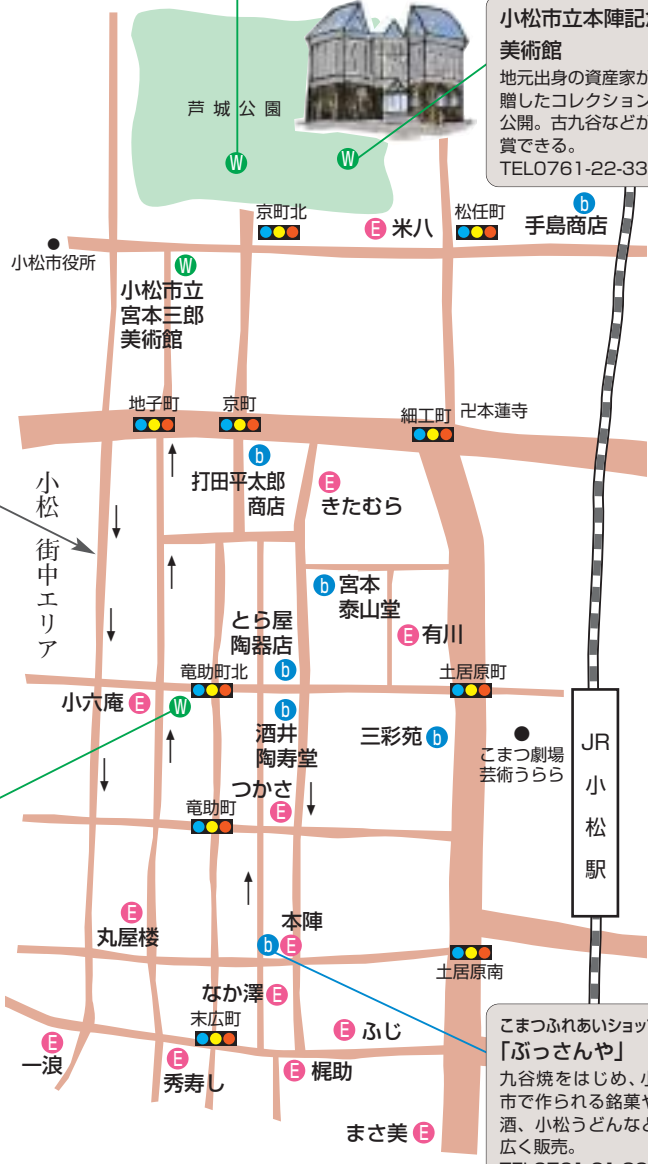 小松市立本陣記
美術館
地元出身の資産家が
贈したコレクション
公開。古九谷などが
賞できる。
TEL0761-22-33
芦城公園
W
W
京町北
E 米八
松任町
b
手島商店
小松市役所
W
小松市立
宮本三郎
美術館
地子町
京町
細工町
卍本蓮寺
b
打田平太郎
商店
E
きたむら
小松 街中エリア
b 宮本
泰山堂
E 有川
とら屋
陶器店
b
竜助町北
土居原町
小六庵 E
W
b
酒井
陶寿堂
三彩苑 b
こまつ劇場
芸術うらら
JR小松駅
つかさ
E
竜助町
E
丸屋楼
本陣
b E
土居原南
なか澤 E
末広町
E ふじ
E
一浪
E
秀寿し
E 梶助
まさ美 E
こまつふれあいショッ
「ぶっさんや」
九谷焼をはじめ、小
市で作られる銘菓や
酒、小松うどんなど
広く販売。